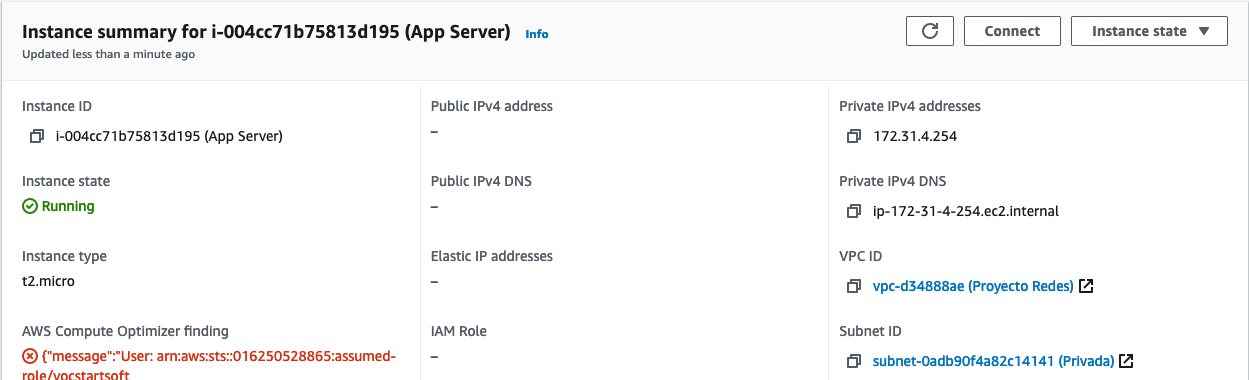 Instance summary for i-004cc71b75813d195 (App Server) Info
Updated less than a minute ago
Connect
Instance state
Instance ID
i-004cc71b75813d195 (App Server)
Public IPv4 address
–
Private IPv4 addresses
172.31.4.254
Instance state
Running
Public IPv4 DNS
–
Private IPv4 DNS
ip-172-31-4-254.ec2.internal
Instance type
t2.micro
Elastic IP addresses
–
VPC ID
vpc-d34888ae (Proyecto Redes)
AWS Compute Optimizer finding
{"message":"User: arn:aws:sts::016250528865:assumed-
role/vocstartsoft
IAM Role
–
Subnet ID
subnet-0adb90f4a82c14141 (Privada)